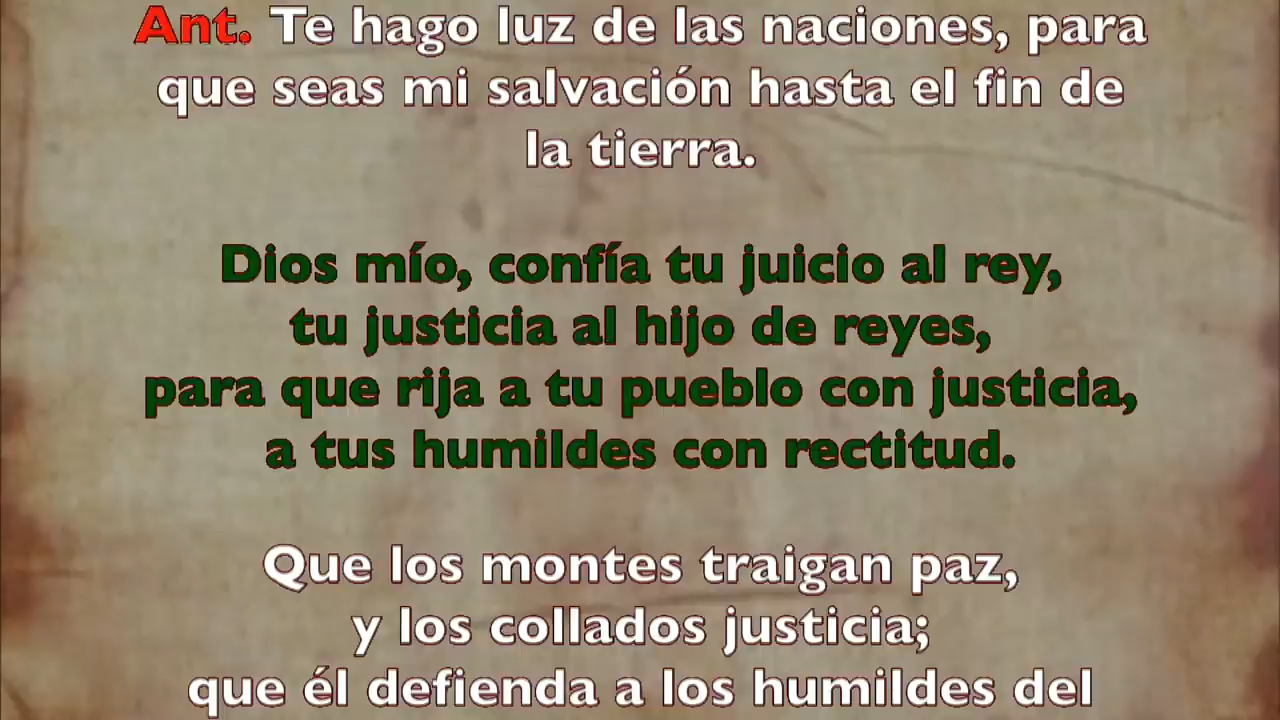 Ant. Te hago luz de las naciones, para
que seas mi salvación hasta el fin de
la tierra.
Dios mío, confía tu juicio al rey,
tu justicia al hijo de reyes,
para que rija a tu pueblo con justicia,
a tus humildes con rectitud.
Que los montes traigan paz,
y los collados justicia;
que él defienda a los humildes del